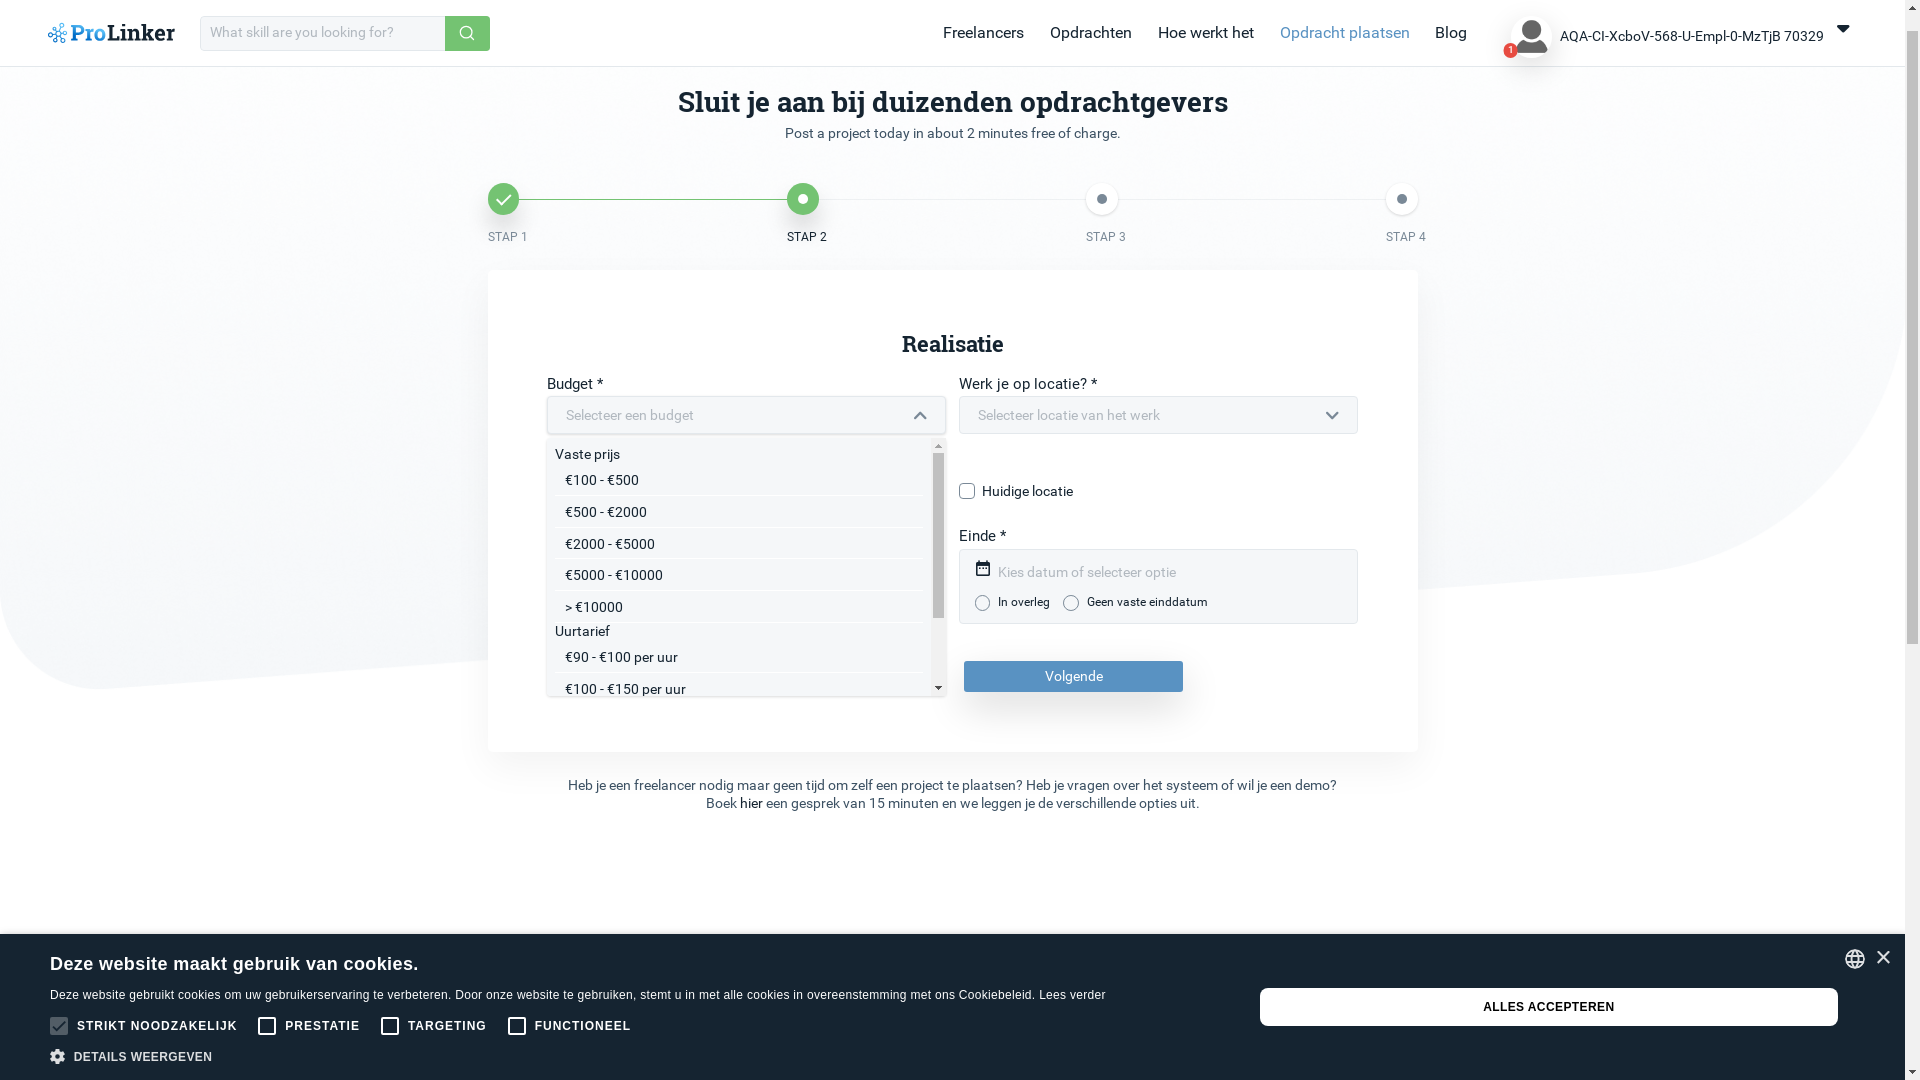 ProLinker
What skill are you looking for?
Freelancers
Opdrachten
Hoe werkt het
Opdracht plaatsen
Blog
1
AQA-CI-XcboV-568-U-Empl-0-MzTjB 70329
Sluit je aan bij duizenden opdrachtgevers
Post a project today in about 2 minutes free of charge.
STAP 1
STAP 2
STAP 3
STAP 4
Realisatie
Budget *
Selecteer een budget
Vaste prijs
€100 - €500
€500 - €2000
€2000 - €5000
€5000 - €10000
> €10000
Uurtarief
€90 - €100 per uur
€100 - €150 per uur
Werk je op locatie? *
Selecteer locatie van het werk
Huidige locatie
Einde *
Kies datum of selecteer optie
In overleg
Geen vaste einddatum
Volgende
Heb je een freelancer nodig maar geen tijd om zelf een project te plaatsen? Heb je vragen over het systeem of wil je een demo?
Boek hier een gesprek van 15 minuten en we leggen je de verschillende opties uit.
Deze website maakt gebruik van cookies.
Deze website gebruikt cookies om uw gebruikerservaring te verbeteren. Door onze website te gebruiken, stemt u in met alle cookies in overeenstemming met ons Cookiebeleid. Lees verder
STRIKT NOODZAKELIJK
PRESTATIE
TARGETING
FUNCTIONEEL
DETAILS WEERGEVEN
ALLES ACCEPTEREN